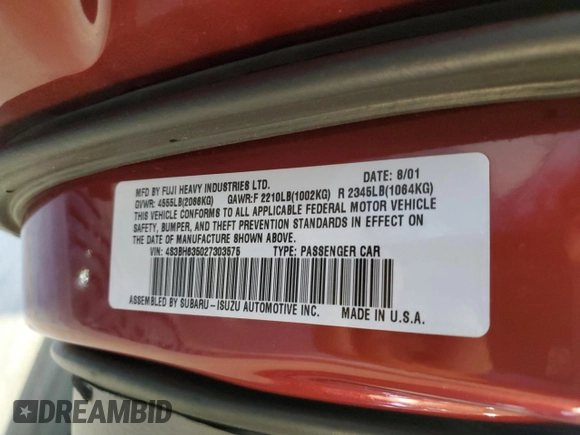 MFD BY FUJI HEAVY INDUSTRIES LTD. DATE: 8/01
GVWR: 4555LB(2066KG) GAWR:F 2210LB(1002KG) R 2345LB(1064KG)
THIS VEHICLE CONFORMS TO ALL APPLICABLE FEDERAL MOTOR VEHICLE
SAFETY, BUMPER, AND THEFT PREVENTION STANDARDS IN EFFECT ON
THE DATE OF MANUFACTURE SHOWN ABOVE.
VIN: 4S3BH635027303575 TYPE: PASSENGER CAR
ASSEMBLED BY SUBARU-ISUZU AUTOMOTIVE INC. MADE IN U.S.A.
DREAMBID